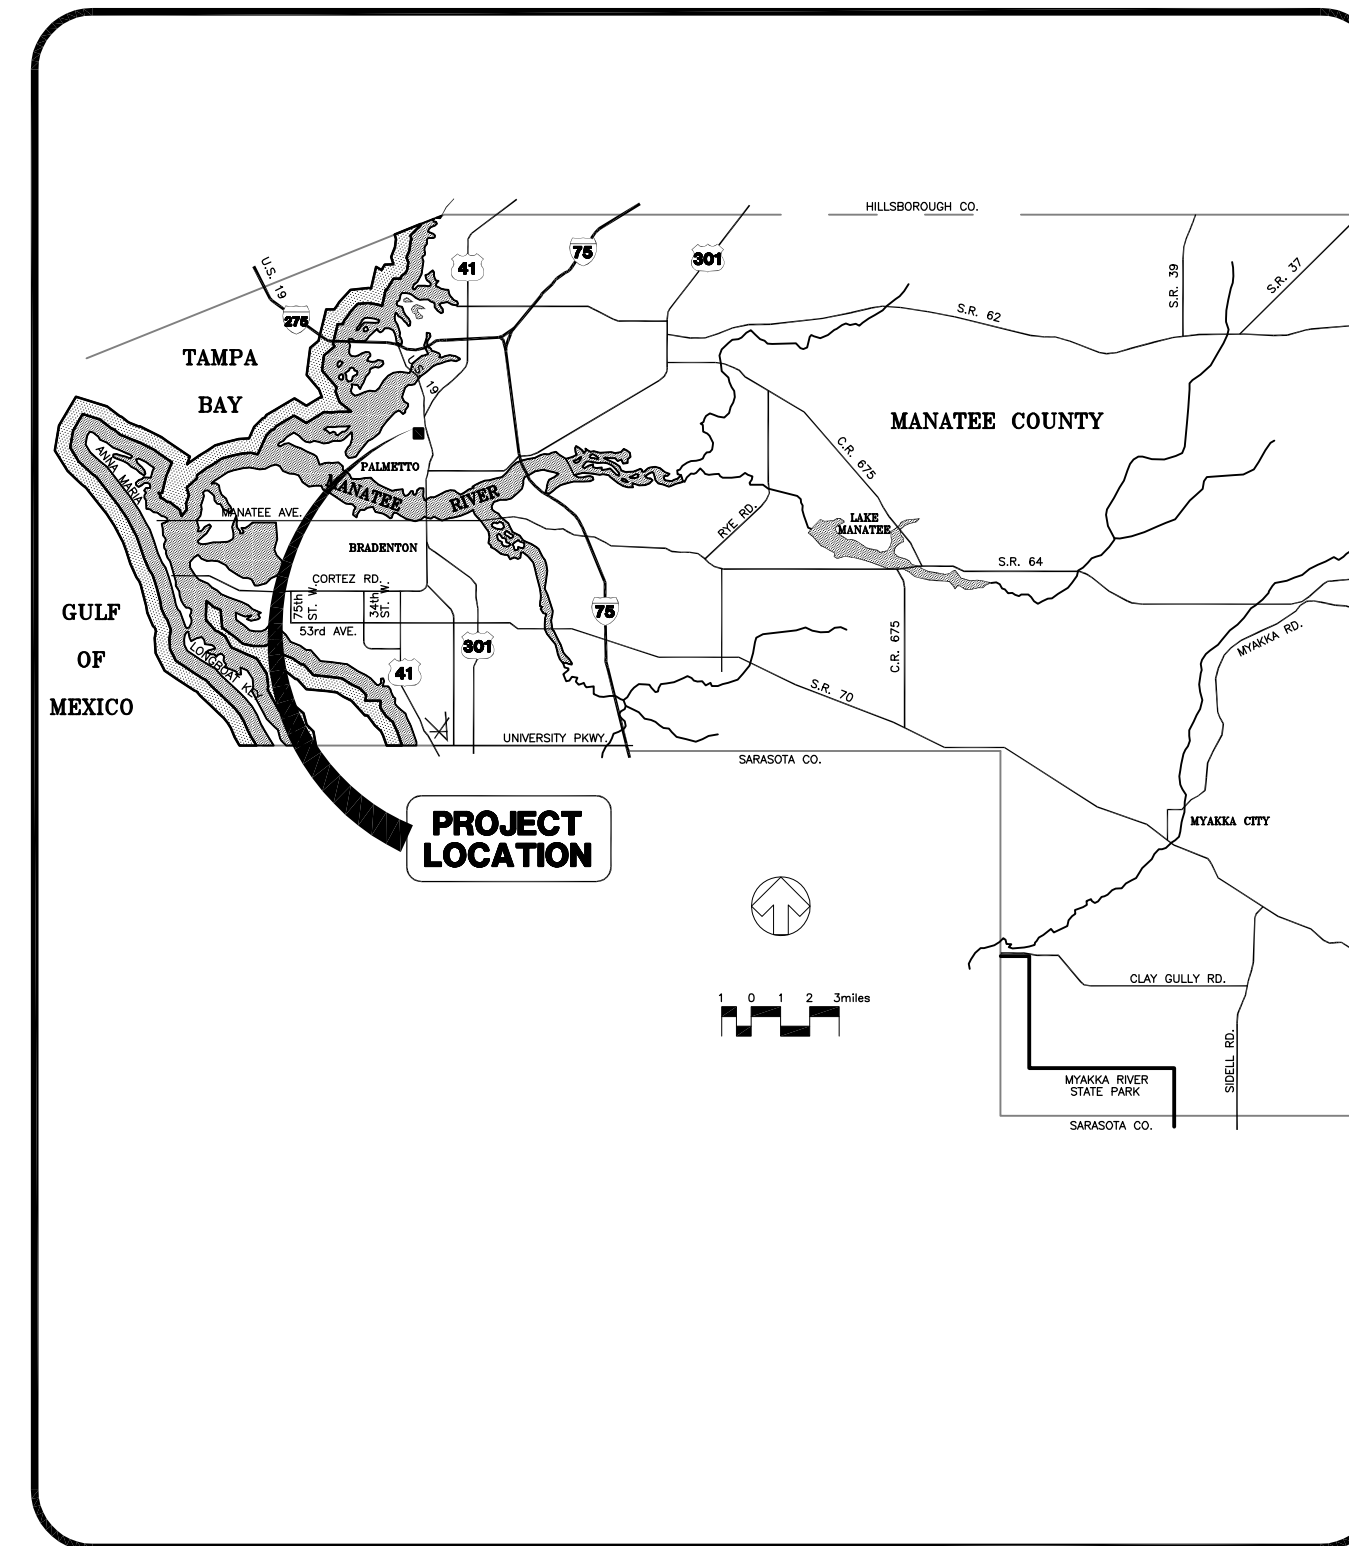 HILLSBOROUGH CO.
U.S. 19
275
41
75
301
S.R. 39
S.R. 37
S.R. 62
TAMPA
BAY
U.S. 19
MANATEE COUNTY
C.R. 675
PALMETTO
ANNA MARIA
MANATEE
RIVER
MANATEE AVE.
RYE RD.
LAKE
MANATEE
BRADENTON
S.R. 64
CORTEZ RD.
75th
ST. W.
34th
ST. W.
53rd AVE.
GULF
OF
MEXICO
LONGBOAT KEY
41
301
75
C.R. 675
MYAKKA RD.
S.R. 70
UNIVERSITY PKWY.
SARASOTA CO.
PROJECT
LOCATION
MYAKKA CITY
CLAY GULLY RD.
1 0 1 2 3miles
SIDELL RD.
MYAKKA RIVER
STATE PARK
SARASOTA CO.